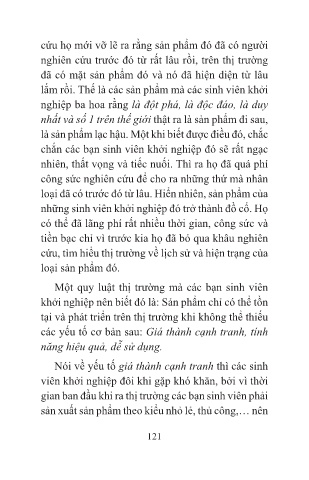 cứu họ mới vỡ lẽ ra rằng sản phẩm đó đã có người
nghiên cứu trước đó từ rất lâu rồi, trên thị trường
đã có mặt sản phẩm đó và nó đã hiện diện từ lâu
lắm rồi. Thế là các sản phẩm mà các sinh viên khởi
nghiệp ba hoa rằng là đột phá, là độc đáo, là duy
nhất và số 1 trên thế giới thật ra là sản phẩm đi sau,
là sản phẩm lạc hậu. Một khi biết được điều đó, chắc
chắn các bạn sinh viên khởi nghiệp đó sẽ rất ngạc
nhiên, thất vọng và tiếc nuối. Thì ra họ đã quá phí
công sức nghiên cứu để cho ra những thứ mà nhân
loại đã có trước đó từ lâu. Hiển nhiên, sản phẩm của
những sinh viên khởi nghiệp đó trở thành đồ cổ. Họ
có thể đã lãng phí rất nhiều thời gian, công sức và
tiền bạc chỉ vì trước kia họ đã bỏ qua khâu nghiên
cứu, tìm hiểu thị trường về lịch sử và hiện trạng của
loại sản phẩm đó.
Một quy luật thị trường mà các bạn sinh viên
khởi nghiệp nên biết đó là: Sản phẩm chỉ có thể tồn
tại và phát triển trên thị trường khi không thể thiếu
các yếu tố cơ bản sau: Giá thành cạnh tranh, tính
năng hiệu quả, dễ sử dụng.
Nói về yếu tố giá thành cạnh tranh thì các sinh
viên khởi nghiệp đôi khi gặp khó khăn, bởi vì thời
gian ban đầu khi ra thị trường các bạn sinh viên phải
sản xuất sản phẩm theo kiểu nhỏ lẻ, thủ công,… nên
121